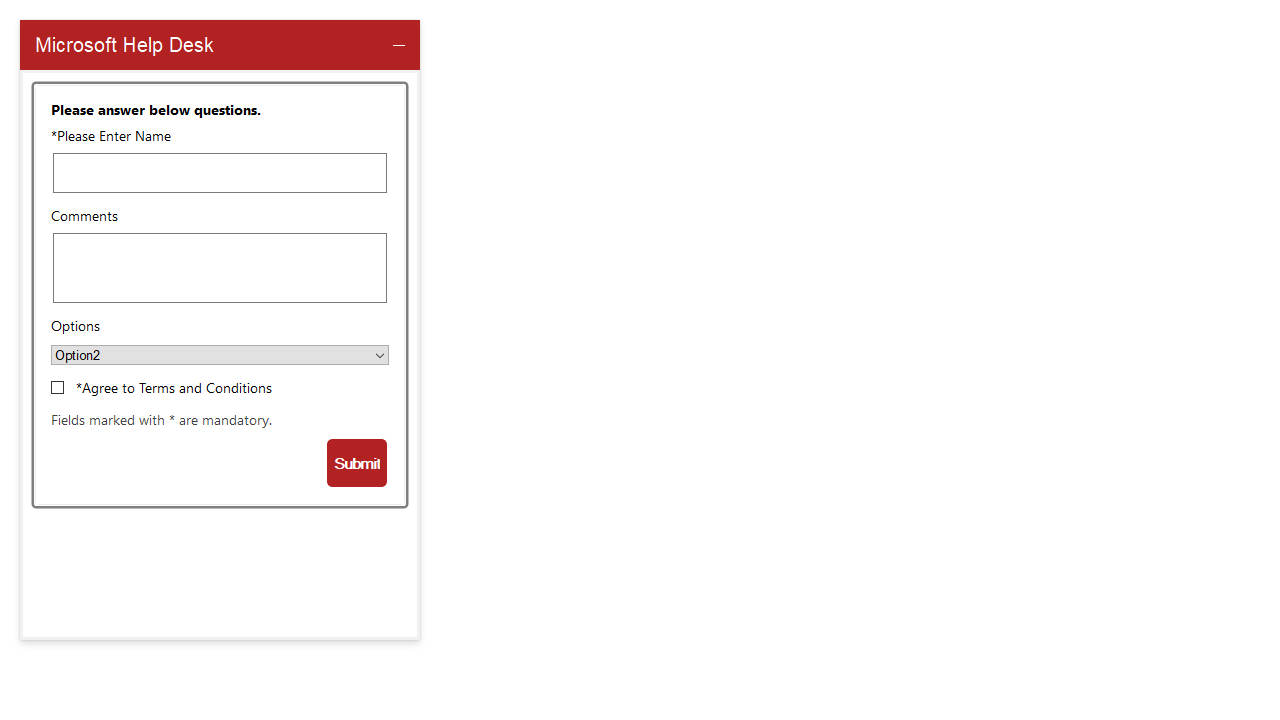 Microsoft Help Desk
Please answer below questions.
*Please Enter Name
Comments
Options
Option2
*Agree to Terms and Conditions
Fields marked with * are mandatory.
Submit